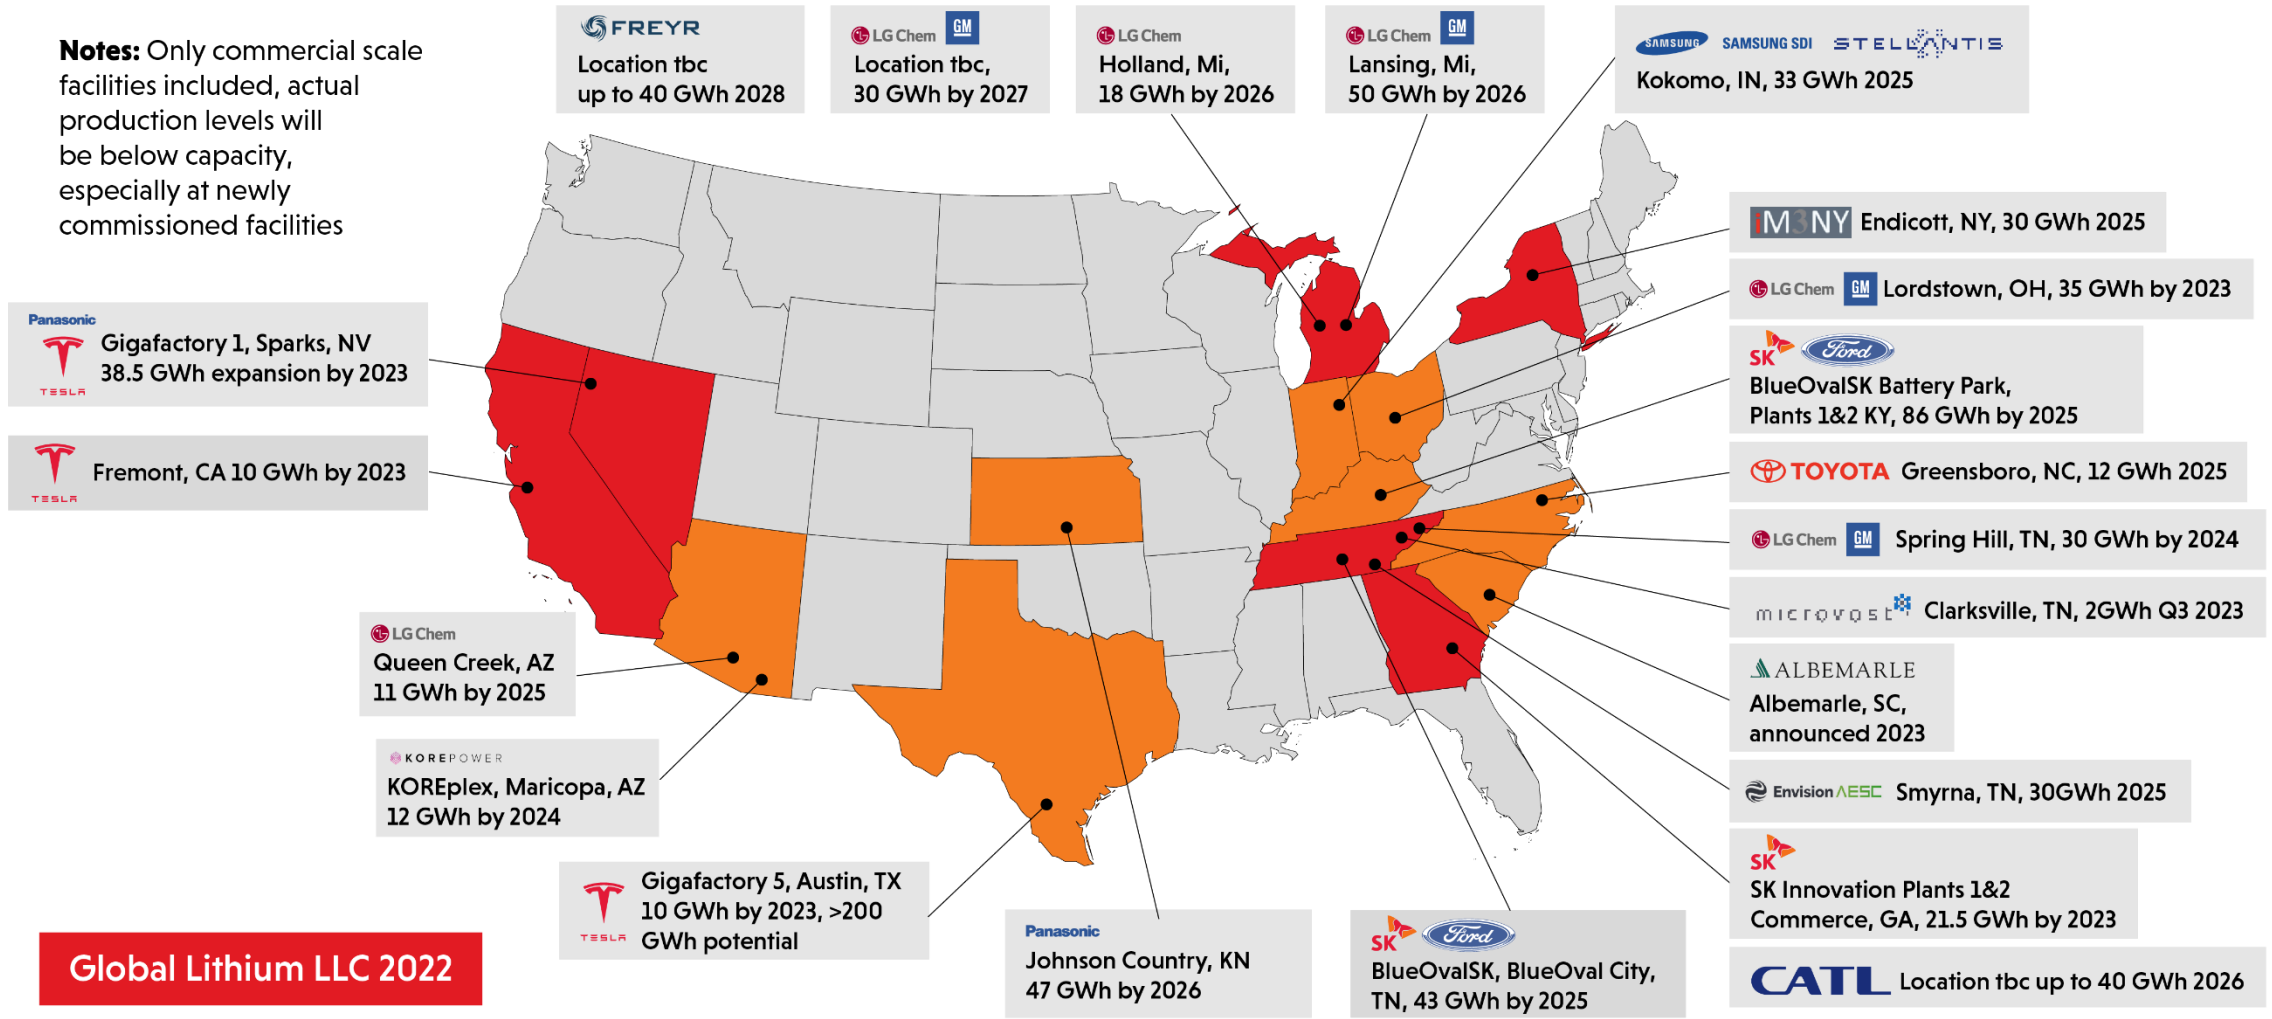 Notes: Only commercial scale
facilities included, actual
production levels will
be below capacity,
especially at newly
commissioned facilities
FREYR
Location tbc
up to 40 GWh 2028
LG Chem GM
Location tbc,
30 GWh by 2027
LG Chem
Holland, Mi,
18 GWh by 2026
LG Chem GM
Lansing, Mi,
50 GWh by 2026
SAMSUNG SAMSUNG SDI STELLANTIS
Kokomo, IN, 33 GWh 2025
iM3NY Endicott, NY, 30 GWh 2025
LG Chem GM Lordstown, OH, 35 GWh by 2023
SK Ford
BlueOvalSK Battery Park,
Plants 1&2 KY, 86 GWh by 2025
TOYOTA Greensboro, NC, 12 GWh 2025
LG Chem GM Spring Hill, TN, 30 GWh by 2024
microvast Clarksville, TN, 2GWh Q3 2023
ALBEMARLE
Albemarle, SC,
announced 2023
Envision AESC Smyrna, TN, 30GWh 2025
SK
SK Innovation Plants 1&2
Commerce, GA, 21.5 GWh by 2023
CATL Location tbc up to 40 GWh 2026
Panasonic
TESLA
Gigafactory 1, Sparks, NV
38.5 GWh expansion by 2023
TESLA
Fremont, CA 10 GWh by 2023
LG Chem
Queen Creek, AZ
11 GWh by 2025
KOREPOWER
KOREplex, Maricopa, AZ
12 GWh by 2024
TESLA
Gigafactory 5, Austin, TX
10 GWh by 2023, >200
GWh potential
Panasonic
Johnson Country, KN
47 GWh by 2026
SK Ford
BlueOvalSK, BlueOval City,
TN, 43 GWh by 2025
Global Lithium LLC 2022